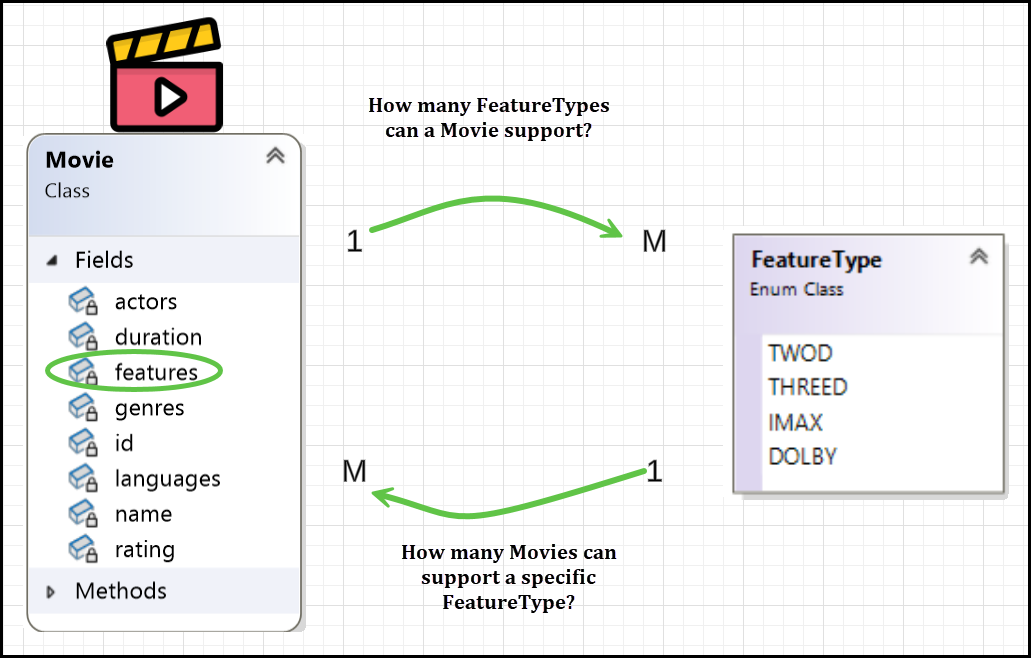 How many FeatureTypes
can a Movie support?
Movie
Class
Fields
actors
duration
features
genres
id
languages
name
rating
Methods
1
M
M
1
FeatureType
Enum Class
TWOD
THREED
IMAX
DOLBY
How many Movies can
support a specific
FeatureType?